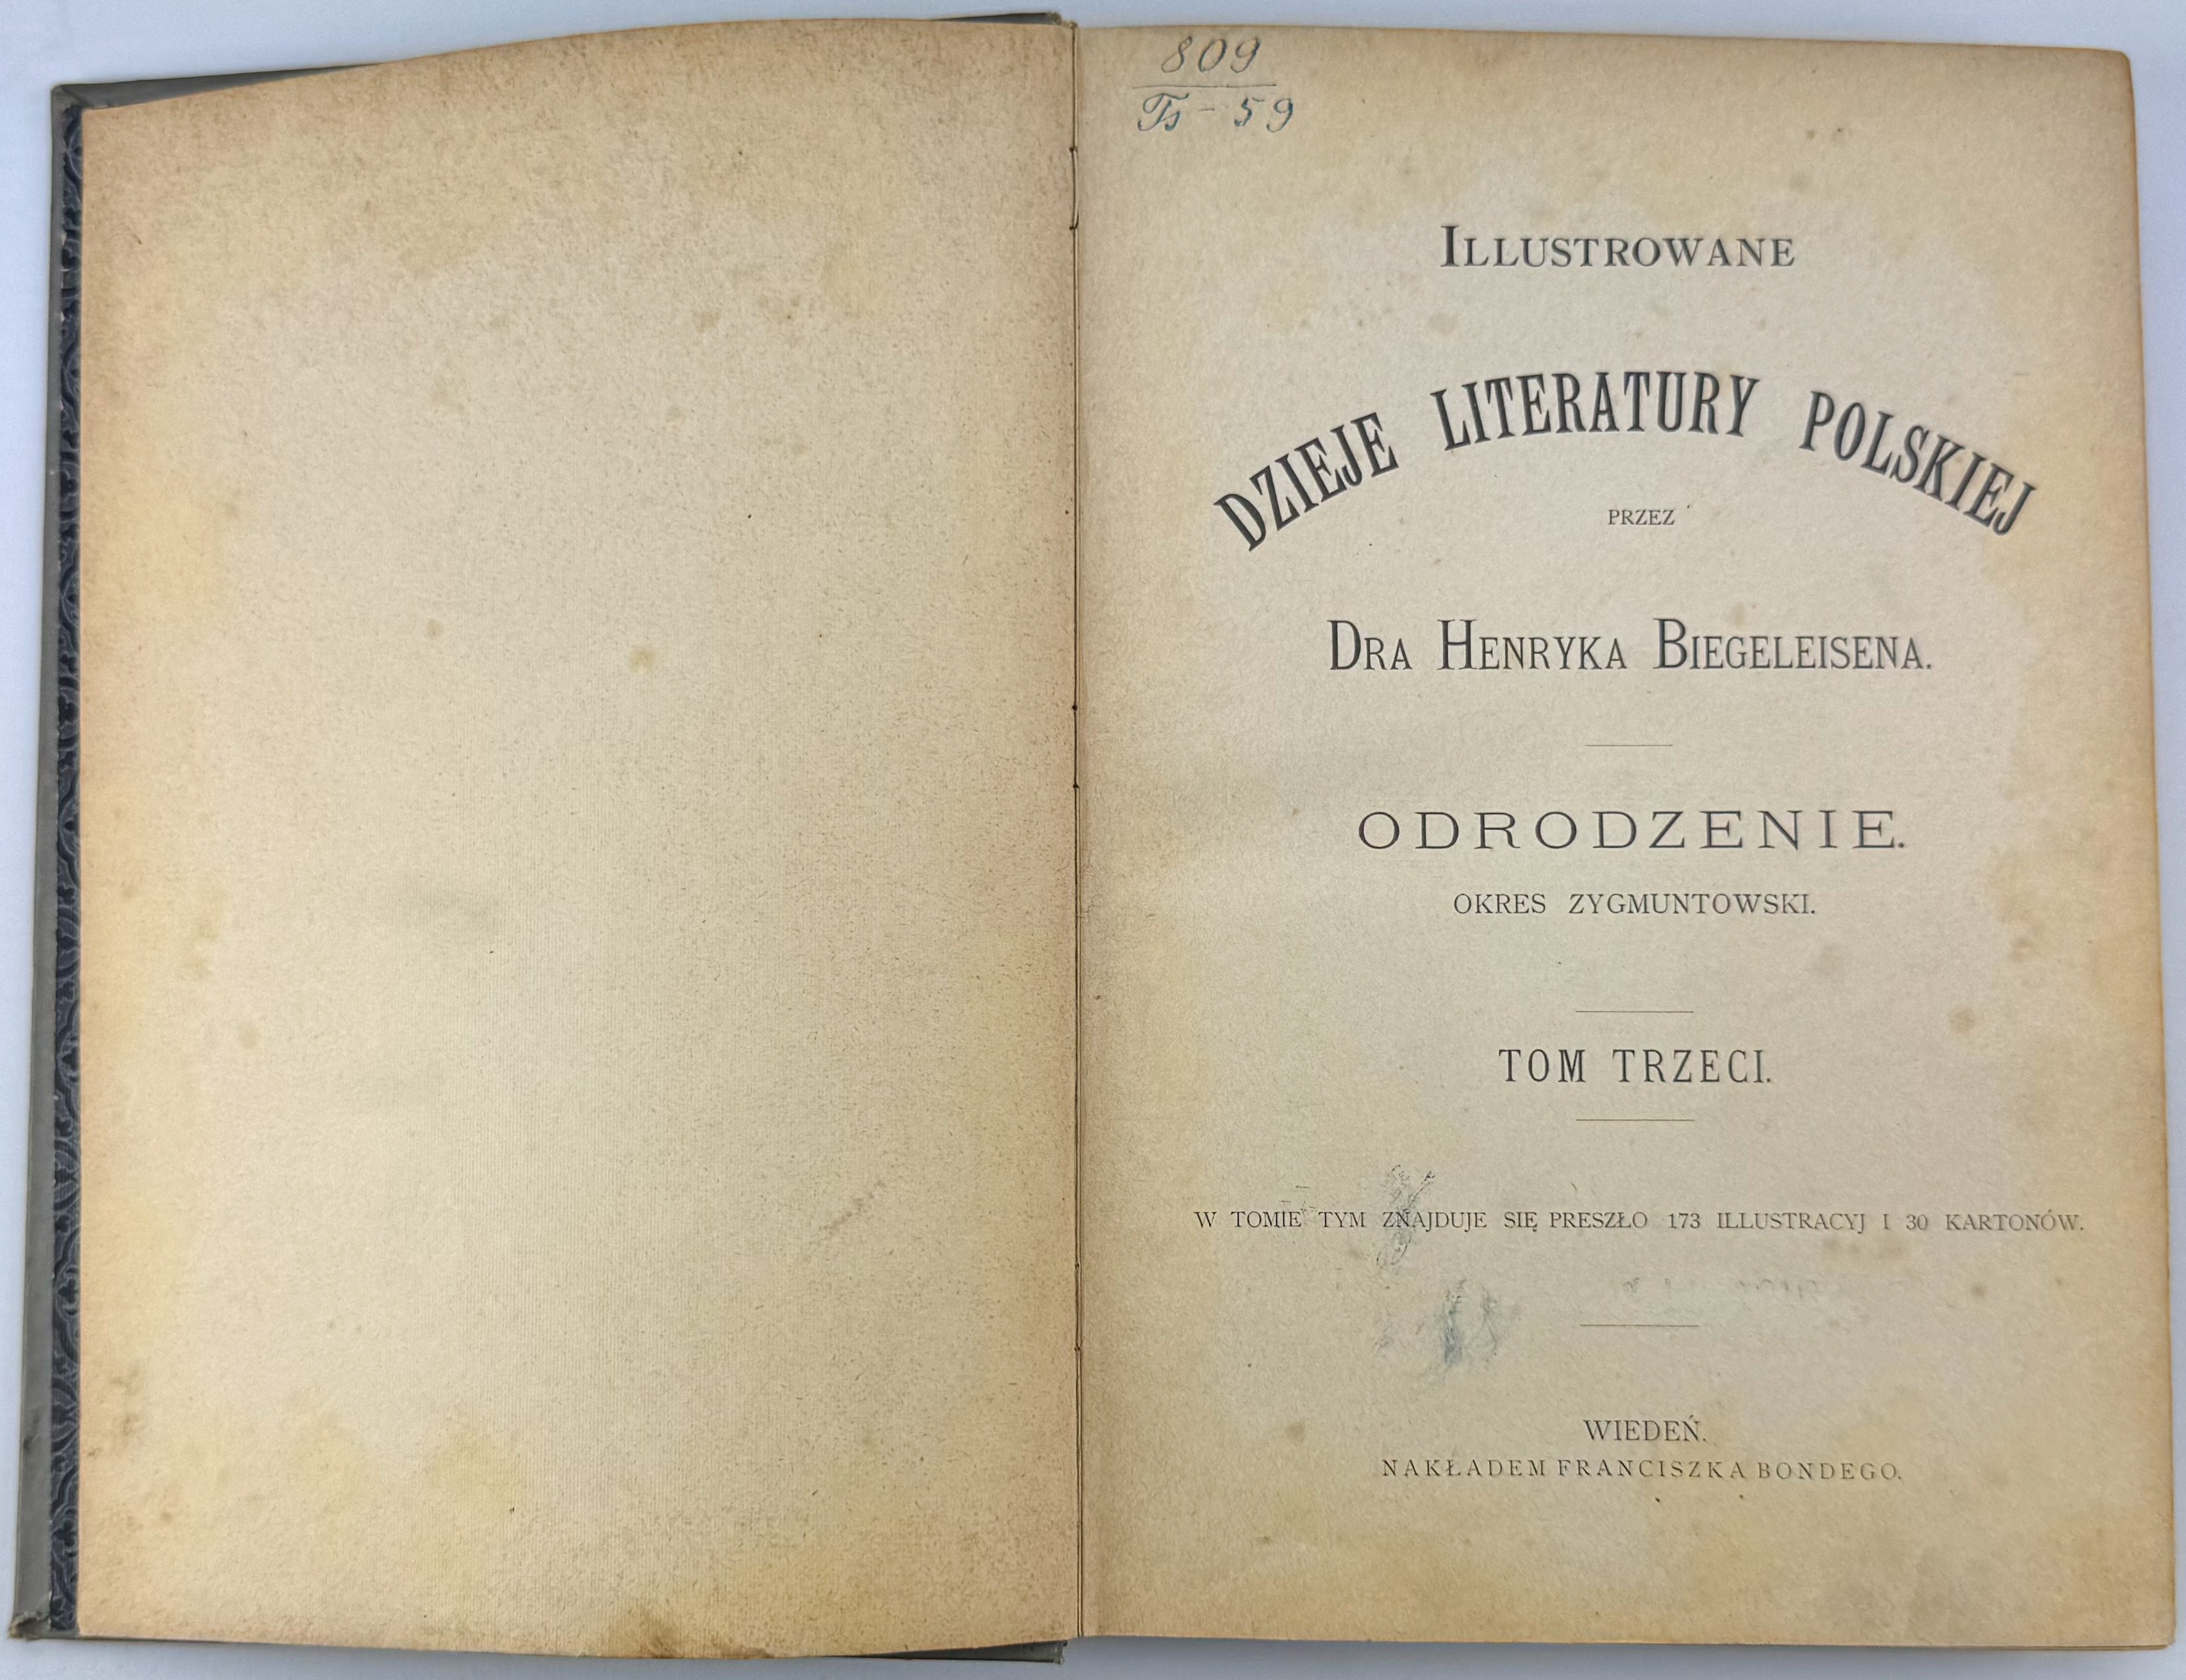 809
Ts - 59
ILLUSTROWANE
DZIEJE LITERATURY POLSKIEJ
PRZEZ
DRA HENRYKA BIEGELEISENA.
ODRODZENIE.
OKRES ZYGMUNTOWSKI.
TOM TRZECI.
W TOMIE TYM ZNAJDUJE SIĘ PRESZŁO 173 ILLUSTRACYJ I 30 KARTONÓW.
WIEDEŃ.
NAKŁADEM FRANCISZKA BONDEGO.